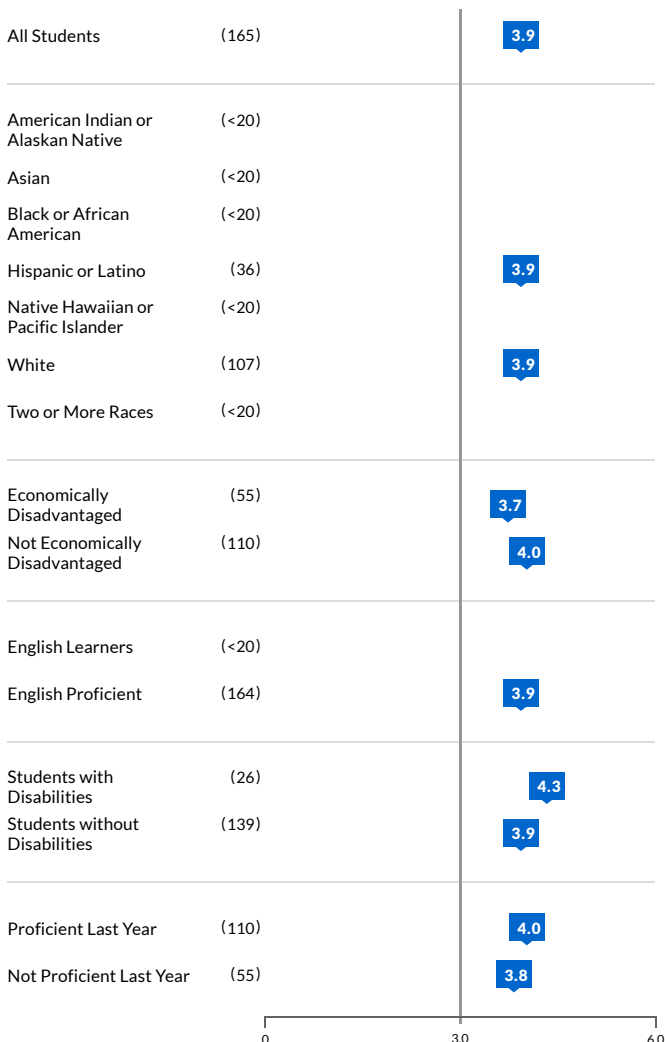 All Students (165) 3.9
American Indian or (<20)
Alaskan Native
Asian (<20)
Black or African (<20)
American
Hispanic or Latino (36) 3.9
Native Hawaiian or (<20)
Pacific Islander
White (107) 3.9
Two or More Races (<20)
Economically (55) 3.7
Disadvantaged
Not Economically (110) 4.0
Disadvantaged
English Learners (<20)
English Proficient (164) 3.9
Students with (26) 4.3
Disabilities
Students without (139) 3.9
Disabilities
Proficient Last Year (110) 4.0
Not Proficient Last Year (55) 3.8
0 3.0 6.0